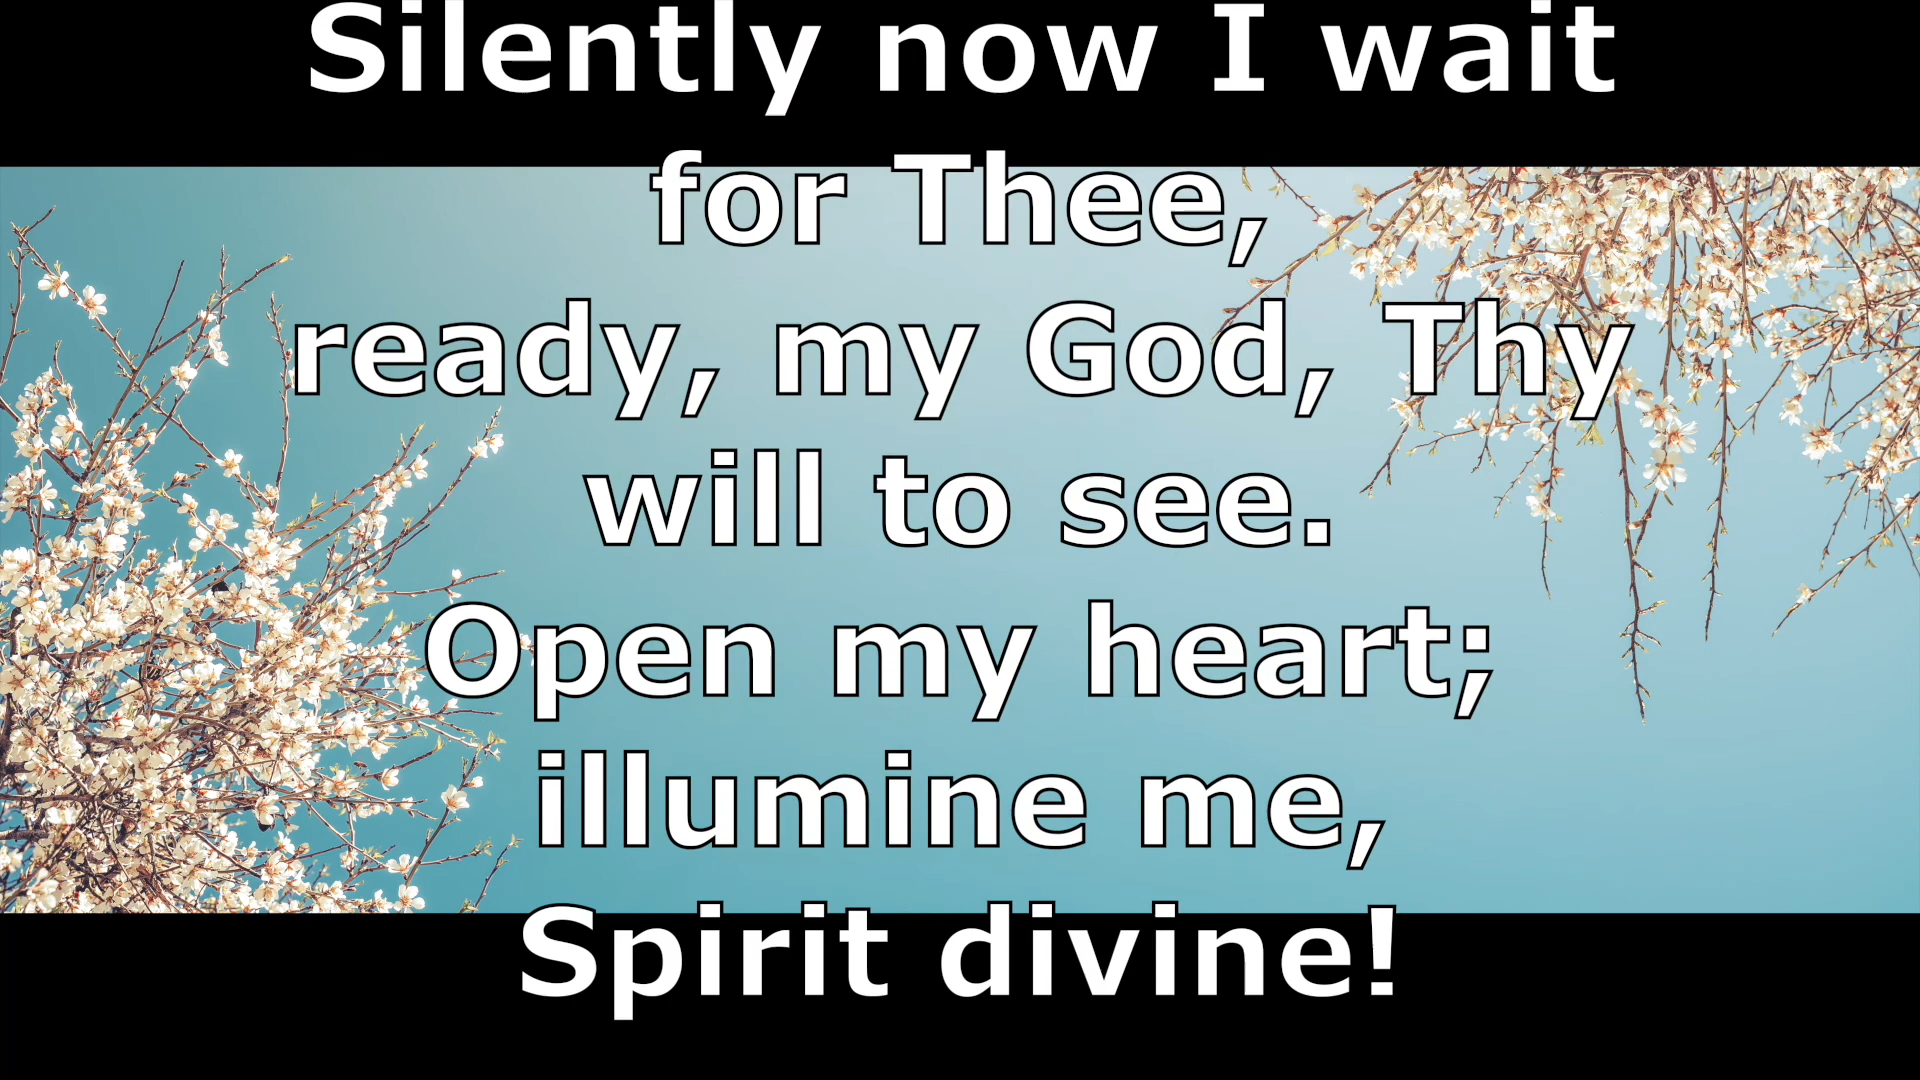 Silently now I wait
for Thee,
ready, my God, Thy
will to see.
Open my heart;
illumine me,
Spirit divine!